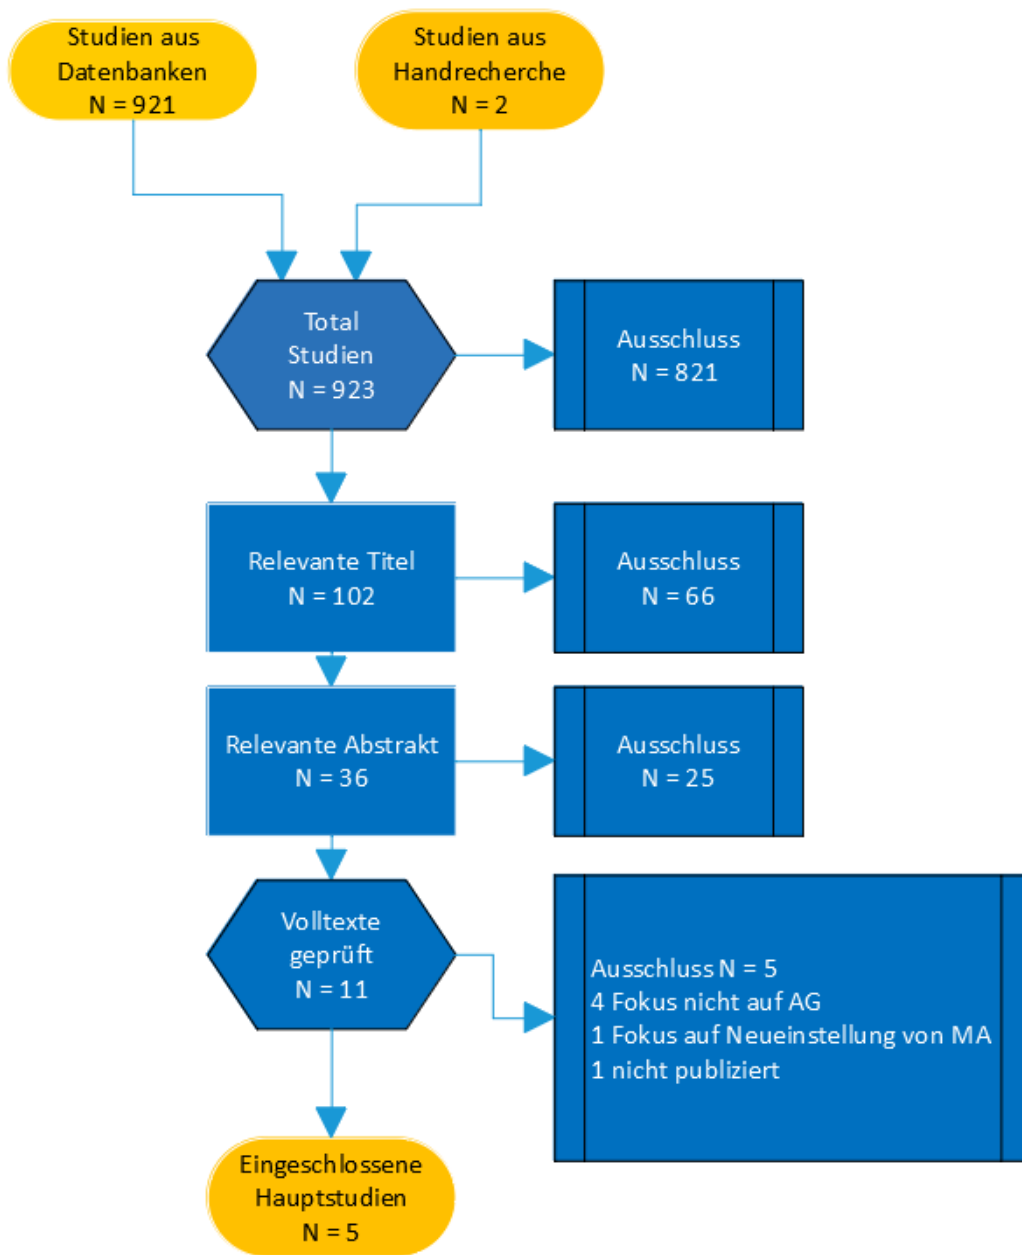 Studien aus
Datenbanken
N = 921
Studien aus
Handrecherche
N = 2
Total
Studien
N = 923
Ausschluss
N = 821
Relevante Titel
N = 102
Ausschluss
N = 66
Relevante Abstrakt
N = 36
Ausschluss
N = 25
Volltexte
geprüft
N = 11
Ausschluss N = 5
4 Fokus nicht auf AG
1 Fokus auf Neueinstellung von MA
1 nicht publiziert
Eingeschlossene
Hauptstudien
N = 5